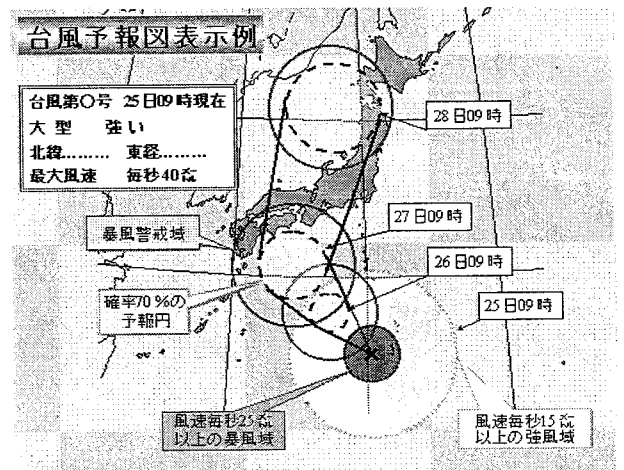 台風予報図表示例
台風第〇号 25日09時現在
大型 強い
北緯......... 東経.........
最大風速 毎秒40㍍
28日09時
27日09時
暴風警戒域
26日09時
確率70%の
予報円
25日09時
風速毎秒25㍍
以上の暴風域
風速毎秒15㍍
以上の強風域